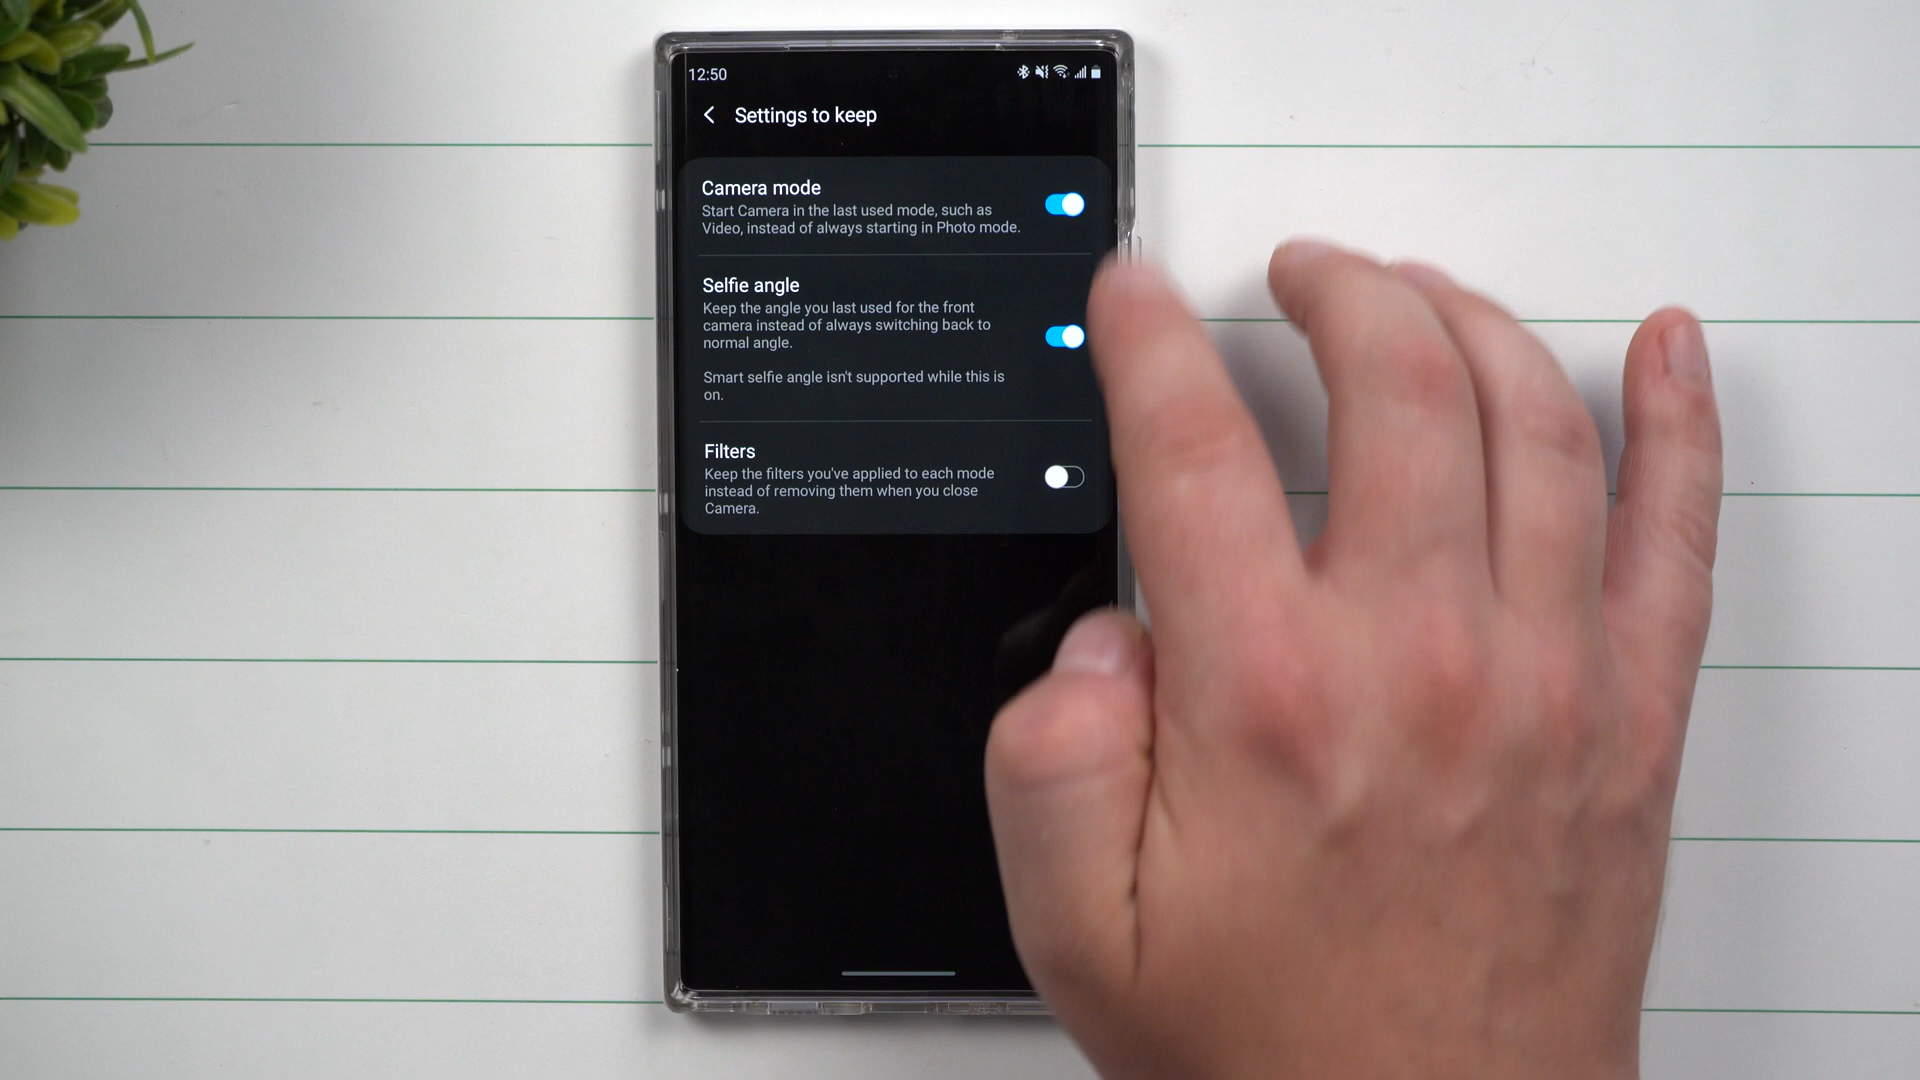 12:50
Settings to keep
Camera mode
Start Camera in the last used mode, such as
Video, instead of always starting in Photo mode.
Selfie angle
Keep the angle you last used for the front
camera instead of always switching back to
normal angle.
Smart selfie angle isn't supported while this is
on.
Filters
Keep the filters you've applied to each mode
instead of removing them when you close
Camera.